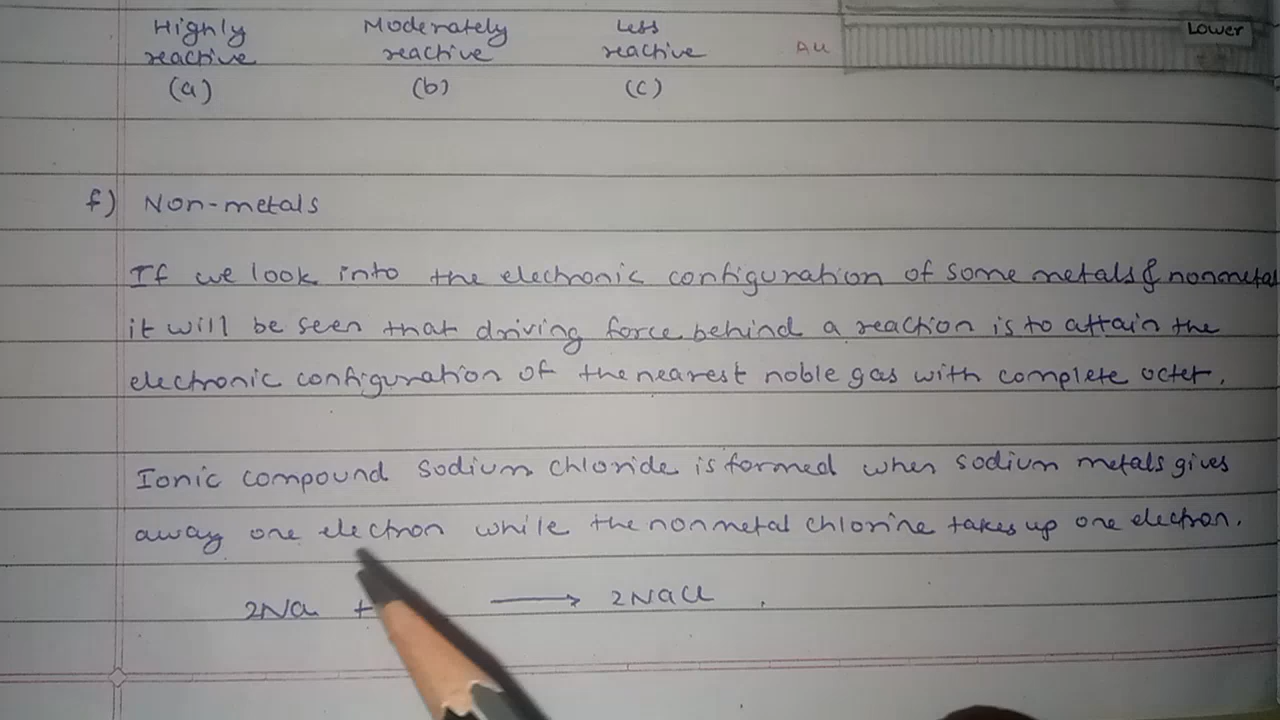 Highly Moderately Less Lower
reactive reactive reactive Au
(a) (b) (c)
f) Non-metals
If we look into the electronic configuration of some metals & nonmetal
it will be seen that driving force behind a reaction is to attain the
electronic configuration of the nearest noble gas with complete octet.
Ionic compound sodium chloride is formed when sodium metals gives
away one electron while the nonmetal chlorine takes up one electron.
2Na + ⟶ 2NaCl .